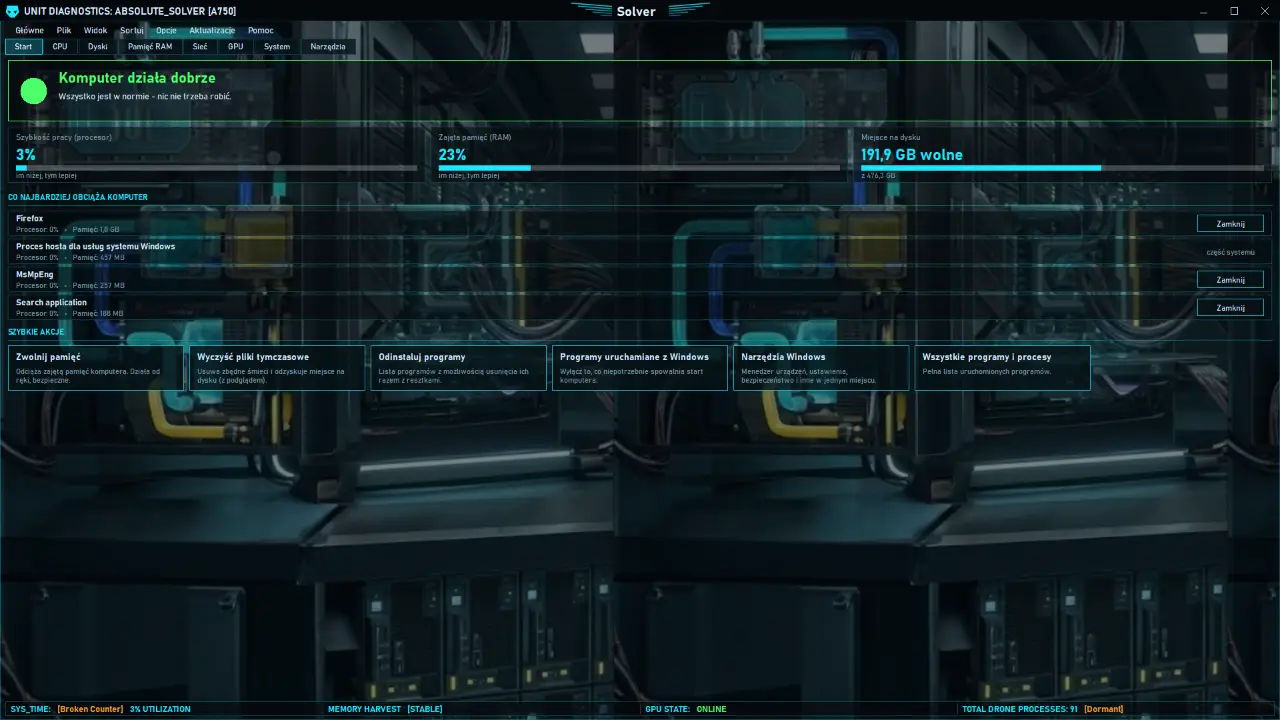 UNIT DIAGNOSTICS: ABSOLUTE_SOLVER [A750]
Solver
Główne Plik Widok Sortuj Opcje Aktualizacje Pomoc
Start CPU Dyski Pamięć RAM Sieć GPU System Narzędzia
Komputer działa dobrze
Wszystko jest w normie - nic nie trzeba robić.
Szybkość pracy (procesor)
3%
im niżej, tym lepiej
Zajęta pamięć (RAM)
23%
im niżej, tym lepiej
Miejsce na dysku
191,9 GB wolne
z 476,3 GB
CO NAJBARDZIEJ OBCIĄŻA KOMPUTER
Firefox
Procesor: 0% • Pamięć: 1,0 GB
Zamknij
Proces hosta dla usług systemu Windows
Procesor: 0% • Pamięć: 457 MB
część systemu
MsMpEng
Procesor: 0% • Pamięć: 257 MB
Zamknij
Search application
Procesor: 0% • Pamięć: 188 MB
Zamknij
SZYBKIE AKCJE
Zwolnij pamięć
Odciąża zajętą pamięć komputera. Działa od
ręki, bezpieczne.
Wyczyść pliki tymczasowe
Usuwa zbędne śmieci i odzyskuje miejsce na
dysku (z podglądem).
Odinstaluj programy
Lista programów z możliwością usunięcia ich
razem z resztkami.
Programy uruchamiane z Windows
Wyłącz to, co niepotrzebnie spowalnia start
komputera.
Narzędzia Windows
Menedżer urządzeń, ustawienia,
bezpieczeństwo i inne w jednym miejscu.
Wszystkie programy i procesy
Pełna lista uruchomionych programów.
SYS_TIME: [Broken Counter] 3% UTILIZATION
MEMORY HARVEST [STABLE]
GPU STATE: ONLINE
TOTAL DRONE PROCESSES: 91 [Dormant]